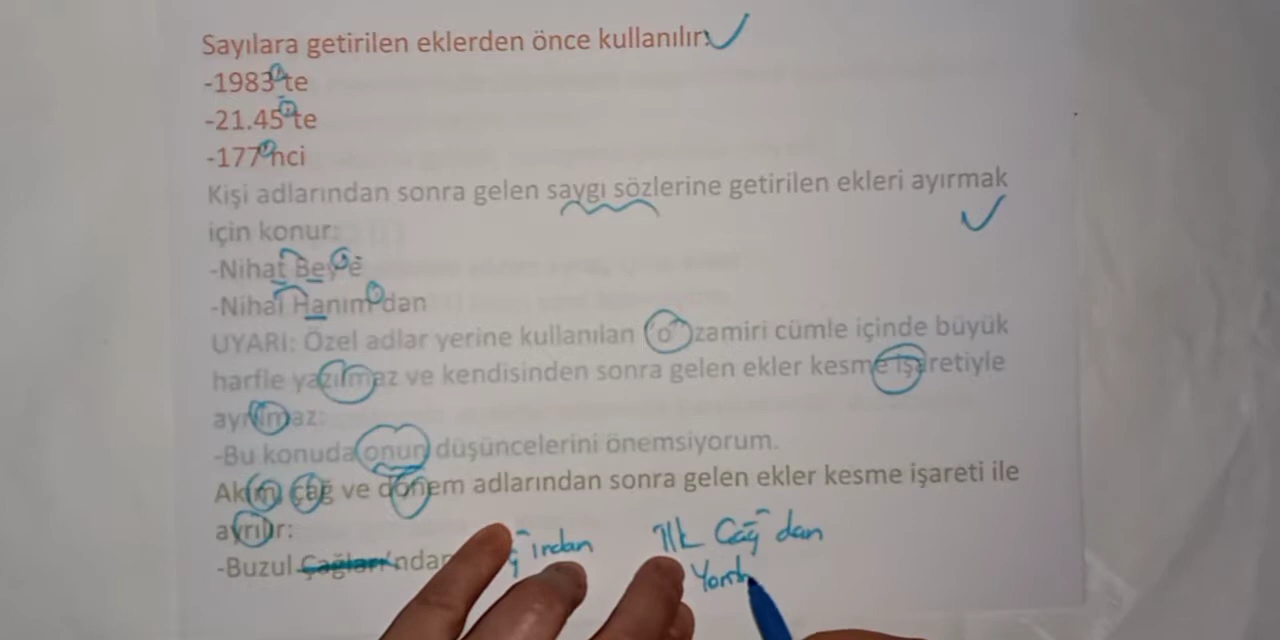 Sayılara getirilen eklerden önce kullanılır:
-1983'te
-21.45'te
-177'nci
Kişi adlarından sonra gelen saygı sözlerine getirilen ekleri ayırmak
için konur:
-Nihat Bey'e
-Nihal Hanım'dan
UYARI: Özel adlar yerine kullanılan "o" zamiri cümle içinde büyük
harfle yazılmaz ve kendisinden sonra gelen ekler kesme işaretiyle
ayrılmaz:
-Bu konuda onun düşüncelerini önemsiyorum.
Akım, çağ ve dönem adlarından sonra gelen ekler kesme işareti ile
ayrılır:
-Buzul Çağları'ndan
İlk Çağ'dan